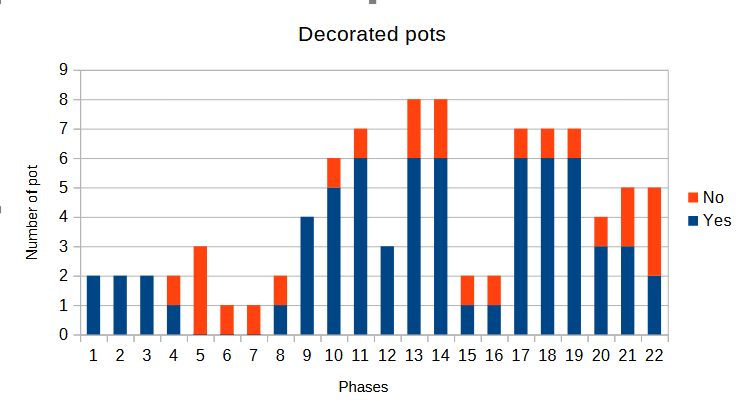 Decorated pots
9
8
7
6
5
4
3
2
1
0
Number of pot
1 2 3 4 5 6 7 8 9 10 11 12 13 14 15 16 17 18 19 20 21 22
Phases
No
Yes